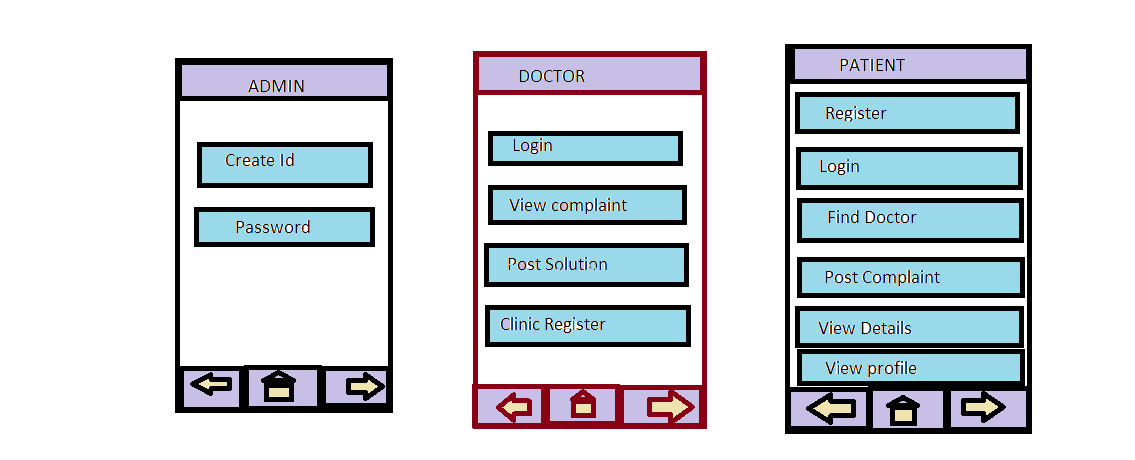 ADMIN
Create Id
Password
DOCTOR
Login
View complaint
Post Solution
Clinic Register
PATIENT
Register
Login
Find Doctor
Post Complaint
View Details
View profile